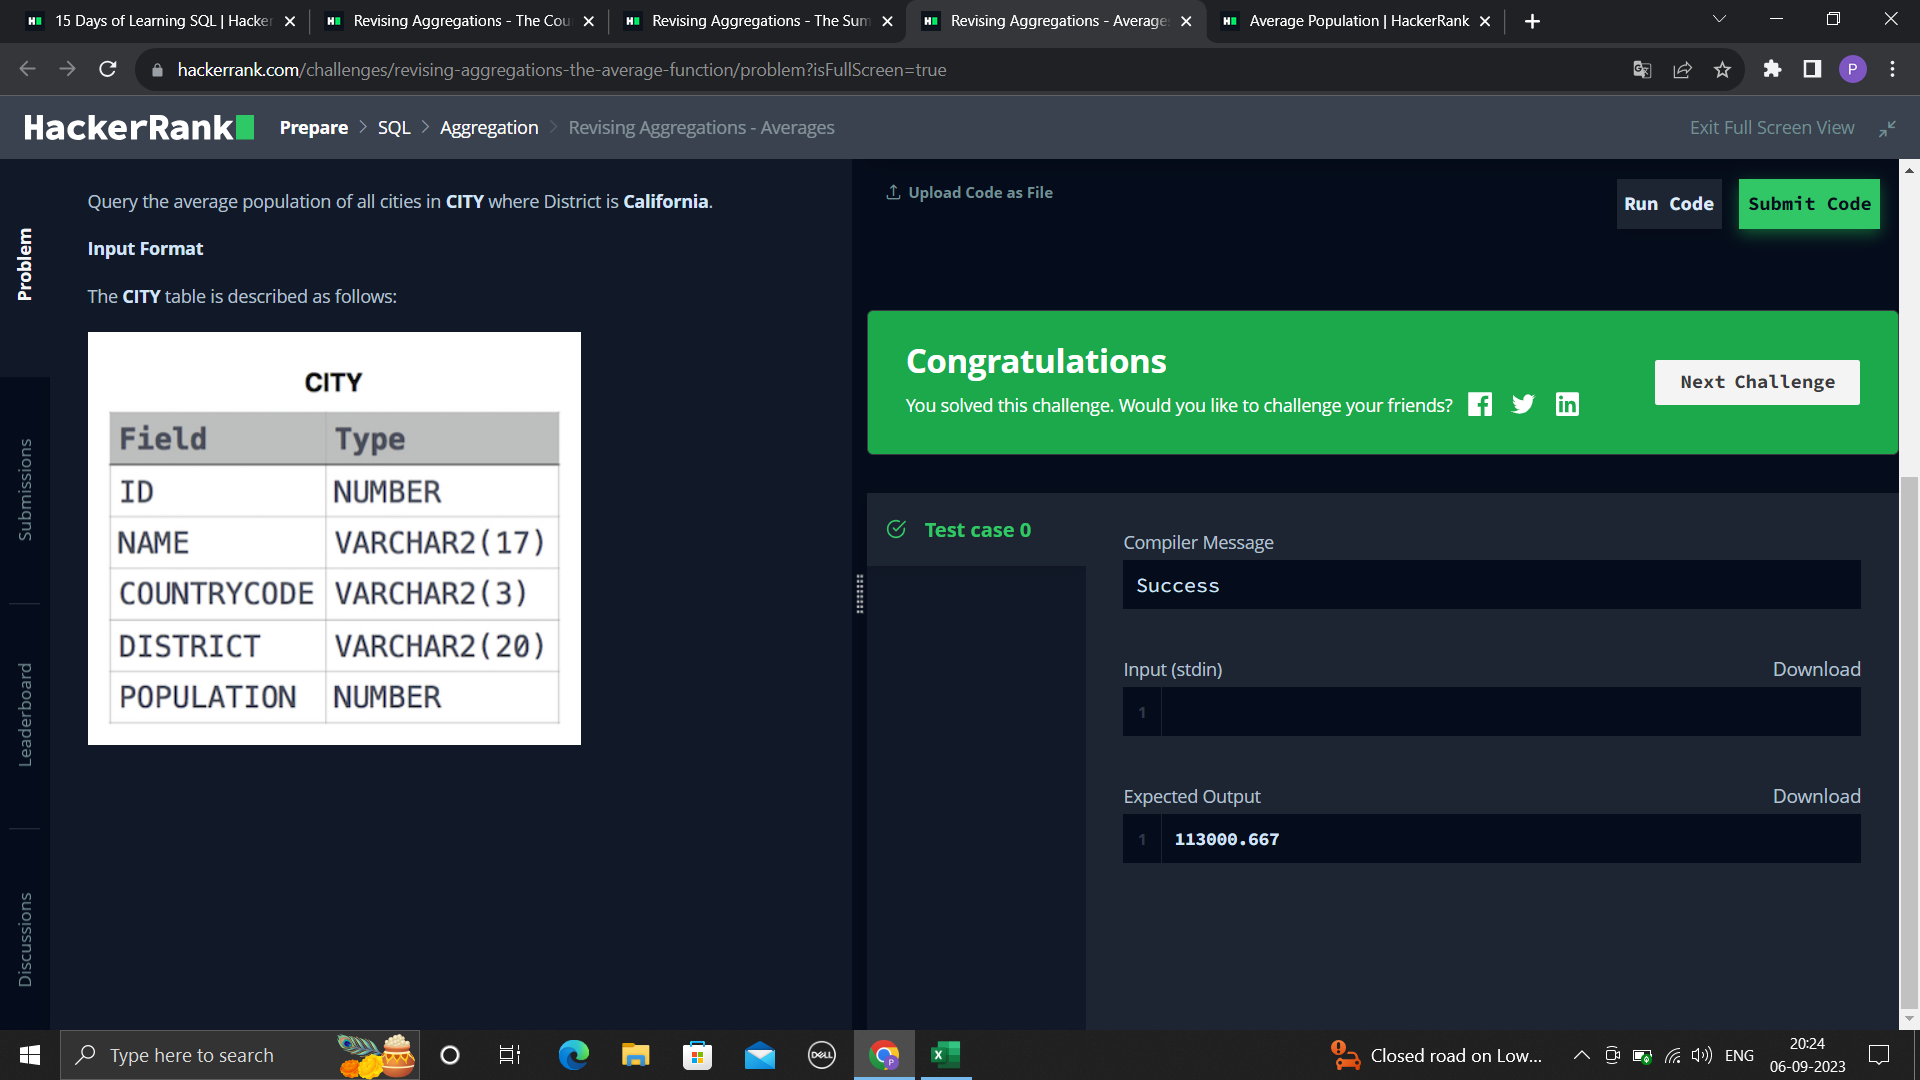 15 Days of Learning SQL | Hacker
Revising Aggregations - The Cou
Revising Aggregations - The Sum
Revising Aggregations - Average
Average Population | HackerRank
hackerrank.com/challenges/revising-aggregations-the-average-function/problem?isFullScreen=true
P
HackerRank
Prepare > SQL > Aggregation > Revising Aggregations - Averages
Exit Full Screen View
Problem
Submissions
Leaderboard
Discussions
Query the average population of all cities in CITY where District is California.
Input Format
The CITY table is described as follows:
CITY
Field Type
ID NUMBER
NAME VARCHAR2(17)
COUNTRYCODE VARCHAR2(3)
DISTRICT VARCHAR2(20)
POPULATION NUMBER
Upload Code as File
Run Code
Submit Code
Congratulations
You solved this challenge. Would you like to challenge your friends?
Next Challenge
Test case 0
Compiler Message
Success
Input (stdin)
Download
1
Expected Output
Download
1 113000.667
Type here to search
DELL
Closed road on Low...
ENG
20:24
06-09-2023